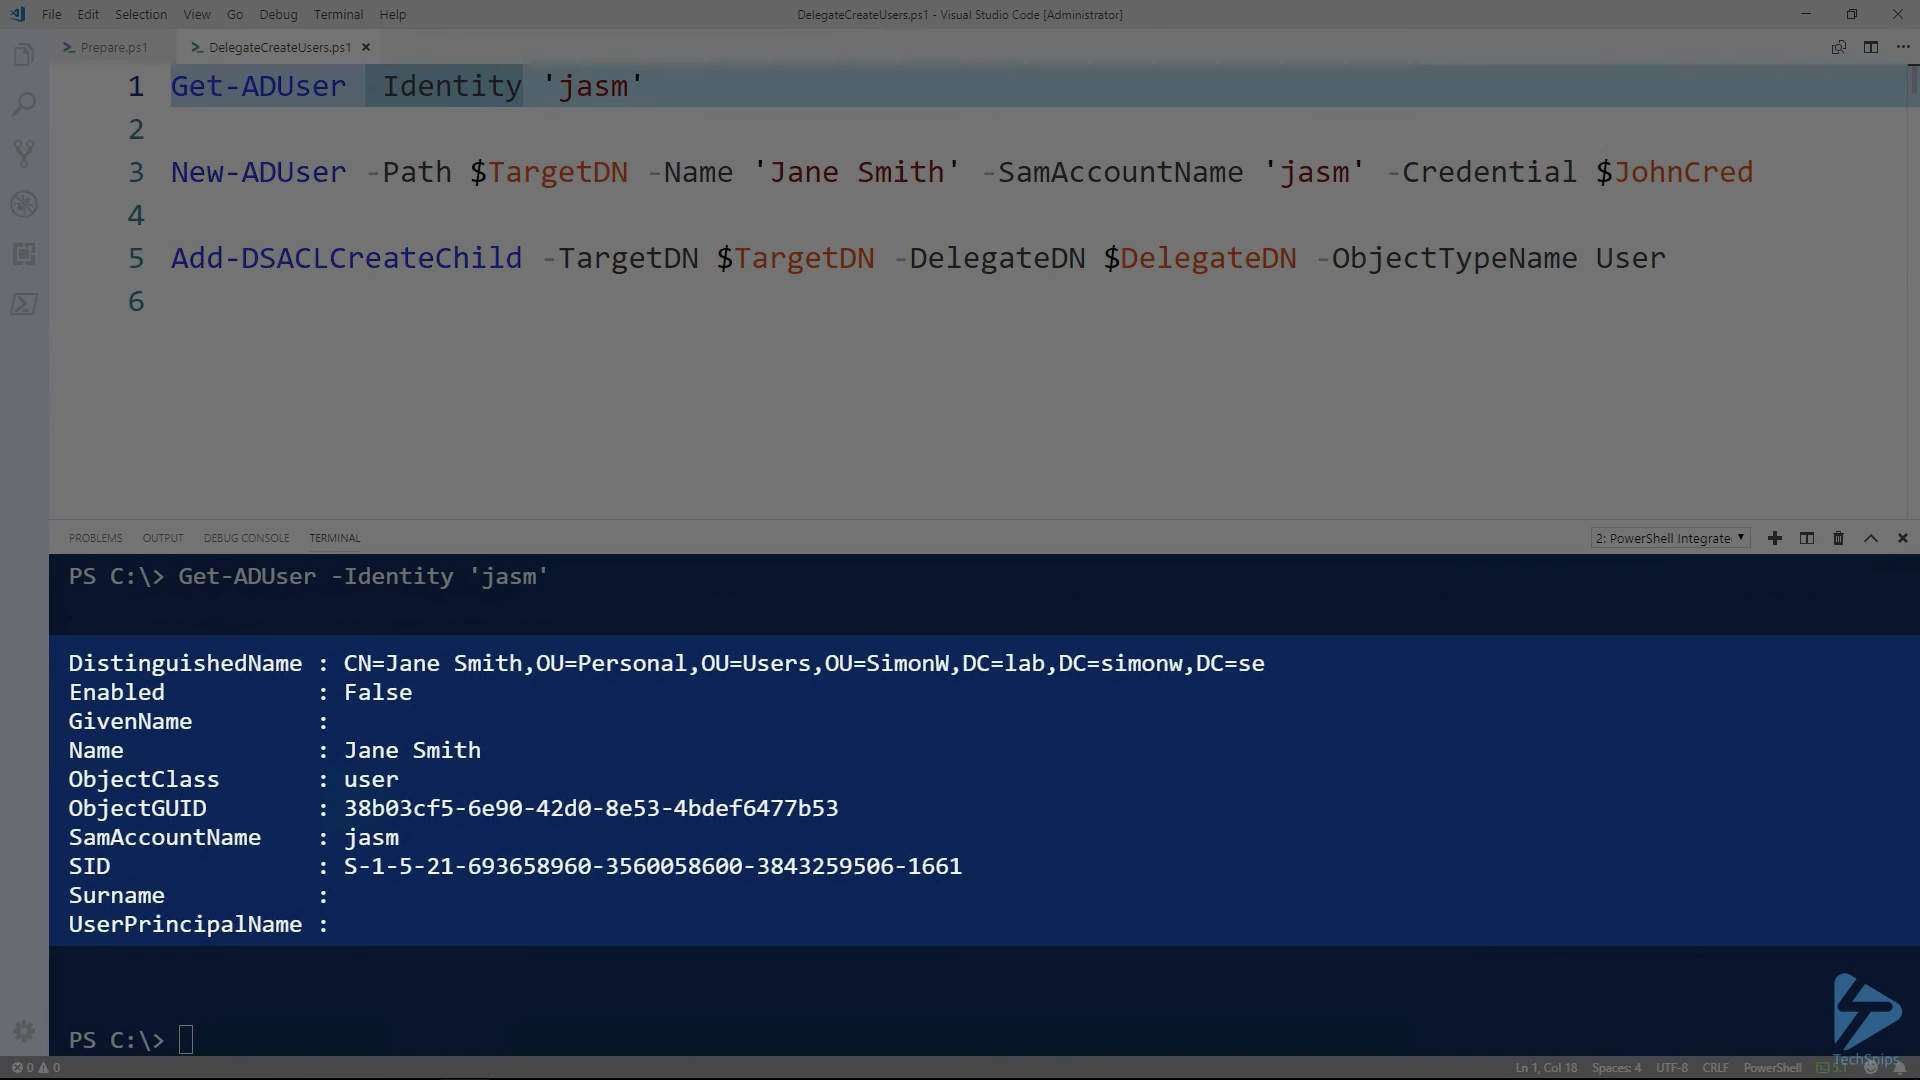 File Edit Selection View Go Debug Terminal Help
DelegateCreateUsers.ps1 - Visual Studio Code [Administrator]
Prepare.ps1 DelegateCreateUsers.ps1
1 Get-ADUser Identity 'jasm'
2
3 New-ADUser -Path $TargetDN -Name 'Jane Smith' -SamAccountName 'jasm' -Credential $JohnCred
4
5 Add-DSACLCreateChild -TargetDN $TargetDN -DelegateDN $DelegateDN -ObjectTypeName User
6
PROBLEMS OUTPUT DEBUG CONSOLE TERMINAL
2: PowerShell Integrate
PS C:\> Get-ADUser -Identity 'jasm'
DistinguishedName : CN=Jane Smith,OU=Personal,OU=Users,OU=SimonW,DC=lab,DC=simonw,DC=se
Enabled : False
GivenName :
Name : Jane Smith
ObjectClass : user
ObjectGUID : 38b03cf5-6e90-42d0-8e53-4bdef6477b53
SamAccountName : jasm
SID : S-1-5-21-693658960-3560058600-3843259506-1661
Surname :
UserPrincipalName :
PS C:\>
TechSnips
0 0
Ln 1, Col 18 Spaces: 4 UTF-8 CRLF PowerShell